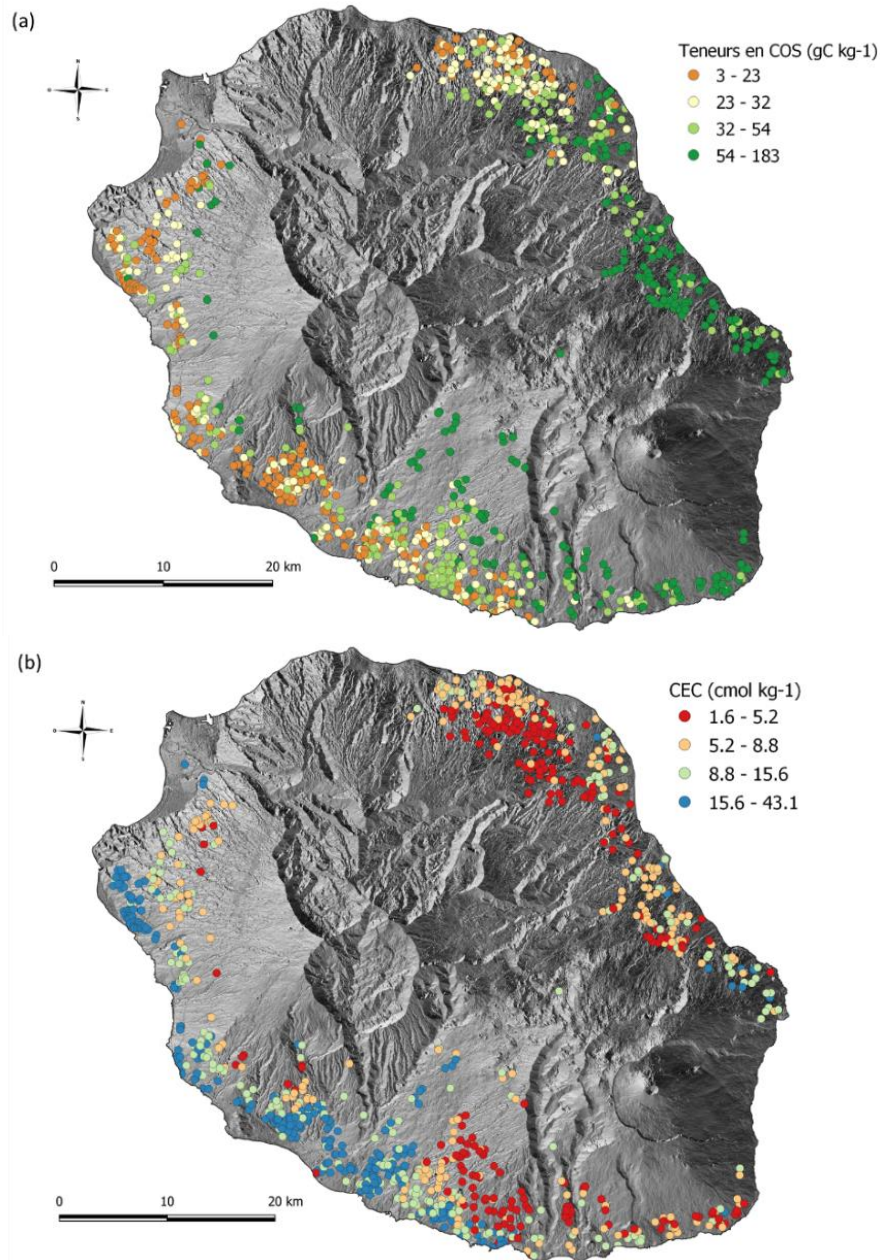 (a)
Teneurs en COS (gC kg-1)
3 - 23
23 - 32
32 - 54
54 - 183
N
O
E
S
0 10 20 km
(b)
CEC (cmol kg-1)
1.6 - 5.2
5.2 - 8.8
8.8 - 15.6
15.6 - 43.1
N
O
E
S
0 10 20 km